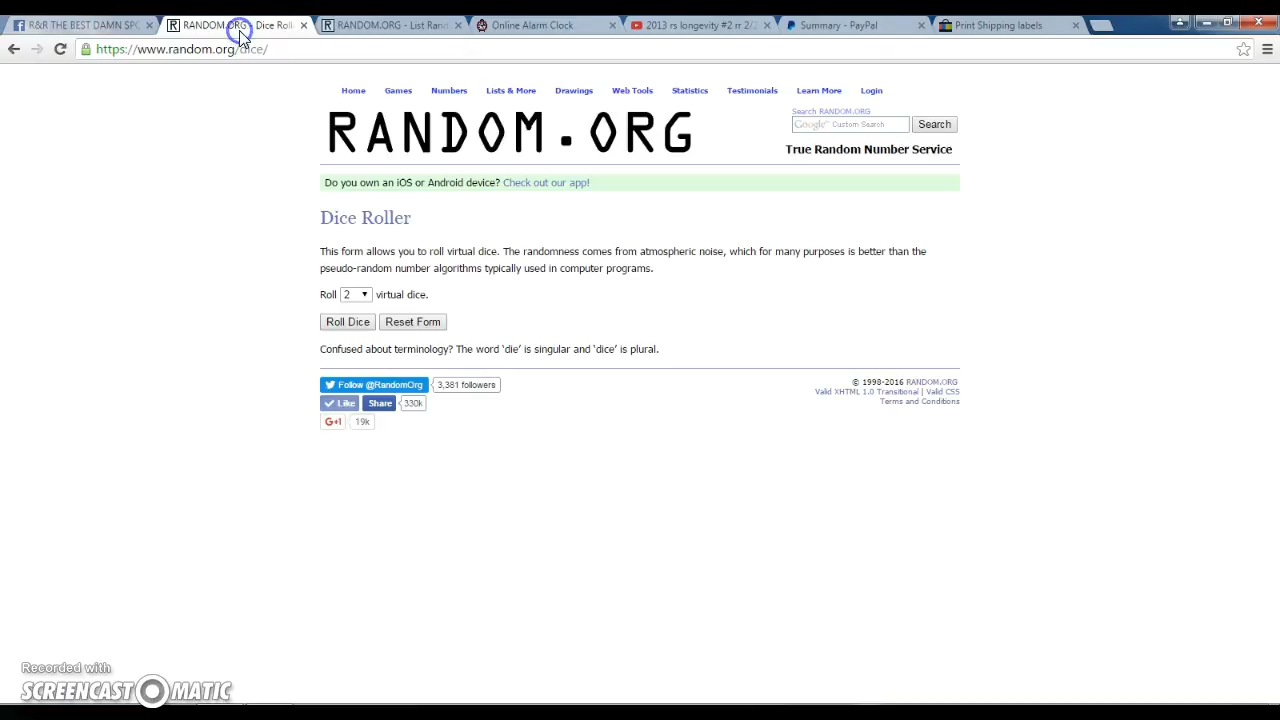 R&R THE BEST DAMN SPO
RANDOM.ORG - Dice Roll
RANDOM.ORG - List Rand
Online Alarm Clock
2013 rs longevity #2 rr 2/2
Summary - PayPal
Print Shipping labels
https://www.random.org/dice/
Home Games Numbers Lists & More Drawings Web Tools Statistics Testimonials Learn More Login
RANDOM.ORG
Search RANDOM.ORG
Google™ Custom Search Search
True Random Number Service
Do you own an iOS or Android device? Check out our app!
Dice Roller
This form allows you to roll virtual dice. The randomness comes from atmospheric noise, which for many purposes is better than the
pseudo-random number algorithms typically used in computer programs.
Roll 2 virtual dice.
Roll Dice Reset Form
Confused about terminology? The word ‘die’ is singular and ‘dice’ is plural.
Follow @RandomOrg 3,381 followers
Like Share 330k
G+1 19k
© 1998-2016 RANDOM.ORG
Valid XHTML 1.0 Transitional | Valid CSS
Terms and Conditions
Recorded with
SCREENCAST O MATIC